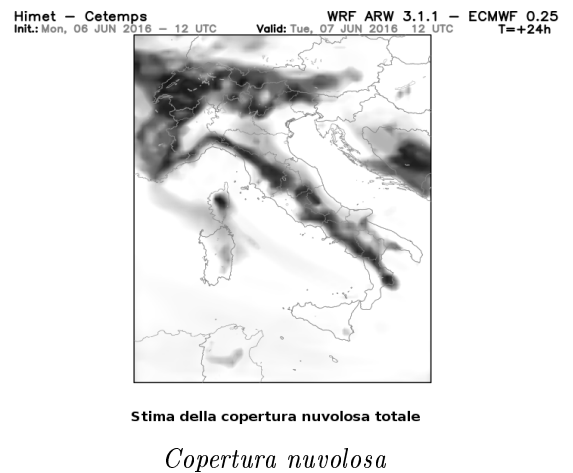 Himet – Cetemps WRF ARW 3.1.1 – ECMWF 0.25
Init.: Mon, 06 JUN 2016 – 12 UTC Valid: Tue, 07 JUN 2016 12 UTC T=+24h
Stima della copertura nuvolosa totale
Copertura nuvolosa